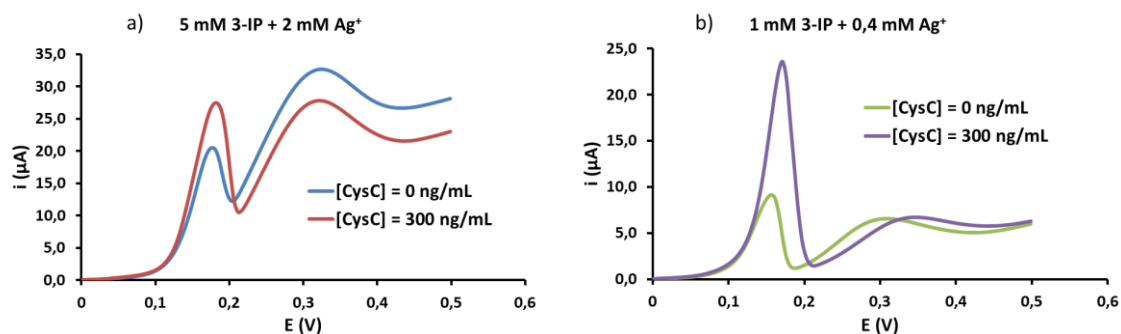 a) 5 mM 3-IP + 2 mM Ag⁺
35,0
30,0
25,0
20,0
15,0
10,0
5,0
0,0
i (µA)
[CysC] = 0 ng/mL
[CysC] = 300 ng/mL
0 0,1 0,2 0,3 0,4 0,5 0,6
E (V)
b) 1 mM 3-IP + 0,4 mM Ag⁺
25,0
20,0
15,0
10,0
5,0
0,0
i (µA)
[CysC] = 0 ng/mL
[CysC] = 300 ng/mL
0 0,1 0,2 0,3 0,4 0,5 0,6
E (V)